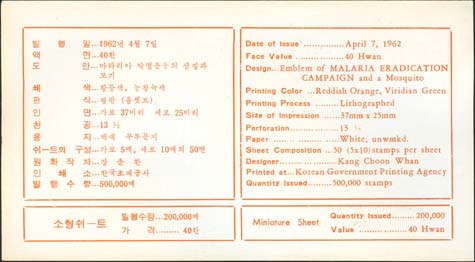 발 행 일...1962년 4월 7일
액 면...40환
도 안...마라리아 박멸운동의 상징과
모기
배 색...황등색, 농청록색
판 식...평판 (옵셋트)
인 면...가로 37미리 세로 25미리
천 공...13 ½
용 지...백색 무투문지
쉬—트의 구성...가로 5매, 세로 10매의 50면
원 화 작 자...강 춘 환
인 쇄 소...한국조폐공사
발 행 수 량...500,000매
소형쉬—트
발행수량...200,000매
가 격.........40환
Date of Issue ...............April 7, 1962
Face Value .................40 Hwan
Design...Emblem of MALARIA ERADICATION
CAMPAIGN and a Mosquito
Printing Color ...Reddish Orange, Viridian Green
Printing Process .........Lithographed
Size of Impression ......37mm x 25mm
Perforation..................13 ½
Paper ..................White, unwmkd.
Sheet Composition ...50 (5x10) stamps per sheet
Designer...............Kang Choon Whan
Printed at...Korean Government Printing Agency
Quantity Issued.........500,000 stamps
Miniature Sheet
Quantity Issued.........200,000
Value ............40 Hwan